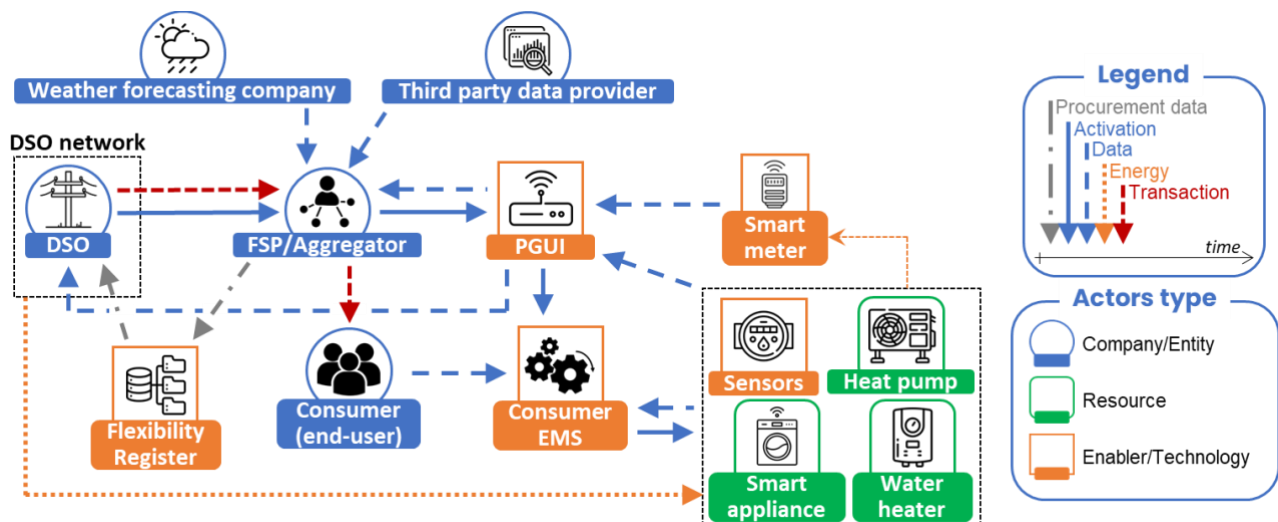 Weather forecasting company
Third party data provider
DSO network
DSO
FSP/Aggregator
PGUI
Smart
meter
Flexibility
Register
Consumer
(end-user)
Consumer
EMS
Sensors
Heat pump
Smart
appliance
Water
heater
Legend
Procurement data
Activation
Data
Energy
Transaction
time
Actors type
Company/Entity
Resource
Enabler/Technology